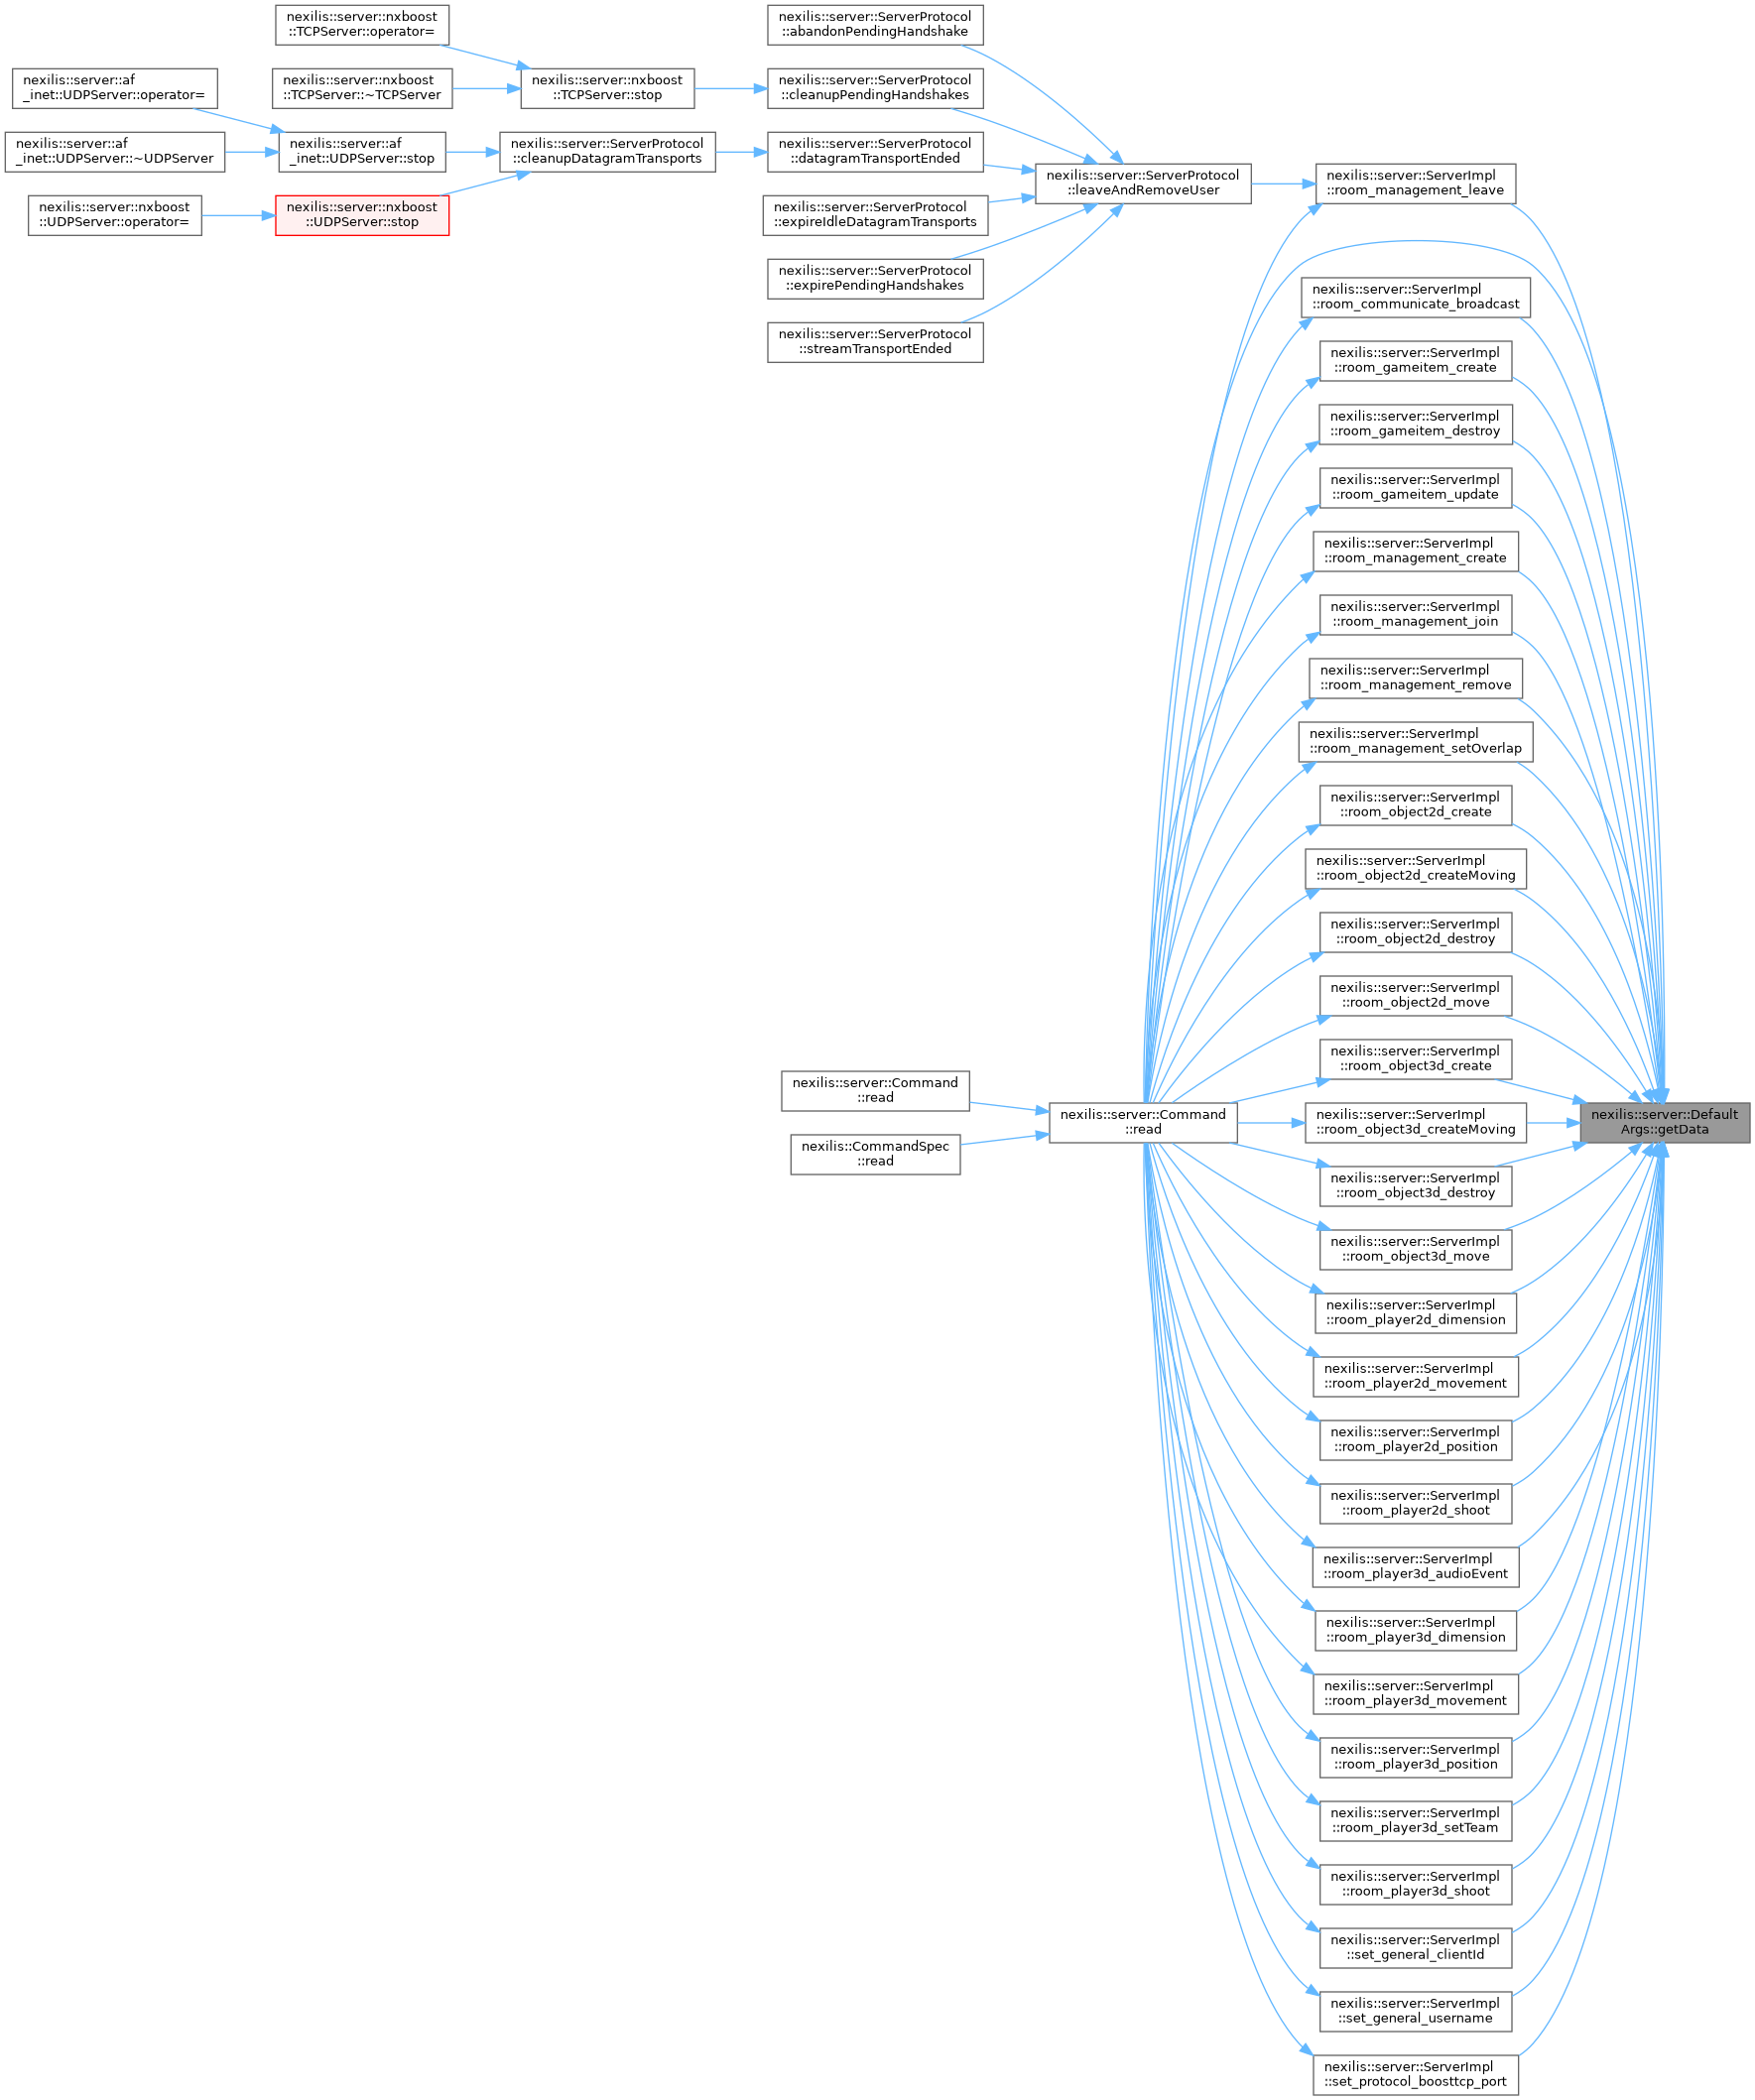 nexilis::server::nxboost
::TCPServer::operator=
nexilis::server::af
_inet::UDPServer::operator=
nexilis::server::nxboost
::TCPServer::~TCPServer
nexilis::server::af
_inet::UDPServer::~UDPServer
nexilis::server::nxboost
::UDPServer::operator=
nexilis::server::nxboost
::TCPServer::stop
nexilis::server::af
_inet::UDPServer::stop
nexilis::server::nxboost
::UDPServer::stop
nexilis::server::ServerProtocol
::cleanupDatagramTransports
nexilis::server::ServerProtocol
::abandonPendingHandshake
nexilis::server::ServerProtocol
::cleanupPendingHandshakes
nexilis::server::ServerProtocol
::datagramTransportEnded
nexilis::server::ServerProtocol
::expireIdleDatagramTransports
nexilis::server::ServerProtocol
::expirePendingHandshakes
nexilis::server::ServerProtocol
::streamTransportEnded
nexilis::server::ServerProtocol
::leaveAndRemoveUser
nexilis::server::Command
::read
nexilis::CommandSpec
::read
nexilis::server::Command
::read
nexilis::server::ServerImpl
::room_management_leave
nexilis::server::ServerImpl
::room_communicate_broadcast
nexilis::server::ServerImpl
::room_gameitem_create
nexilis::server::ServerImpl
::room_gameitem_destroy
nexilis::server::ServerImpl
::room_gameitem_update
nexilis::server::ServerImpl
::room_management_create
nexilis::server::ServerImpl
::room_management_join
nexilis::server::ServerImpl
::room_management_remove
nexilis::server::ServerImpl
::room_management_setOverlap
nexilis::server::ServerImpl
::room_object2d_create
nexilis::server::ServerImpl
::room_object2d_createMoving
nexilis::server::ServerImpl
::room_object2d_destroy
nexilis::server::ServerImpl
::room_object2d_move
nexilis::server::ServerImpl
::room_object3d_create
nexilis::server::ServerImpl
::room_object3d_createMoving
nexilis::server::ServerImpl
::room_object3d_destroy
nexilis::server::ServerImpl
::room_object3d_move
nexilis::server::ServerImpl
::room_player2d_dimension
nexilis::server::ServerImpl
::room_player2d_movement
nexilis::server::ServerImpl
::room_player2d_position
nexilis::server::ServerImpl
::room_player2d_shoot
nexilis::server::ServerImpl
::room_player3d_audioEvent
nexilis::server::ServerImpl
::room_player3d_dimension
nexilis::server::ServerImpl
::room_player3d_movement
nexilis::server::ServerImpl
::room_player3d_position
nexilis::server::ServerImpl
::room_player3d_setTeam
nexilis::server::ServerImpl
::room_player3d_shoot
nexilis::server::ServerImpl
::set_general_clientId
nexilis::server::ServerImpl
::set_general_username
nexilis::server::ServerImpl
::set_protocol_boosttcp_port
nexilis::server::Default
Args::getData